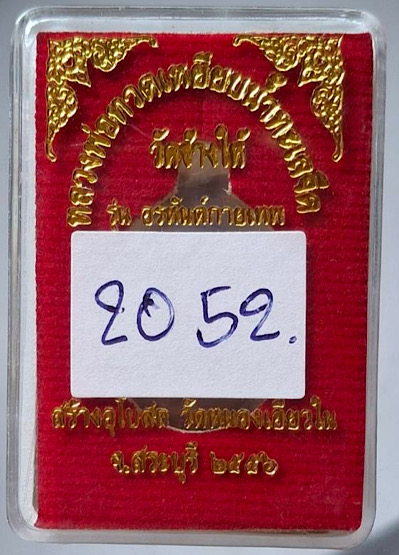 หลวงพ่อทวดเหยียบน้ำทะเลจืด
วัดช้างให้
รุ่น อรหันต์กายเทพ
2052.
สร้างอุโบสถ วัดหนองเขียวใน
จ.สระบุรี ๒๕๕๖